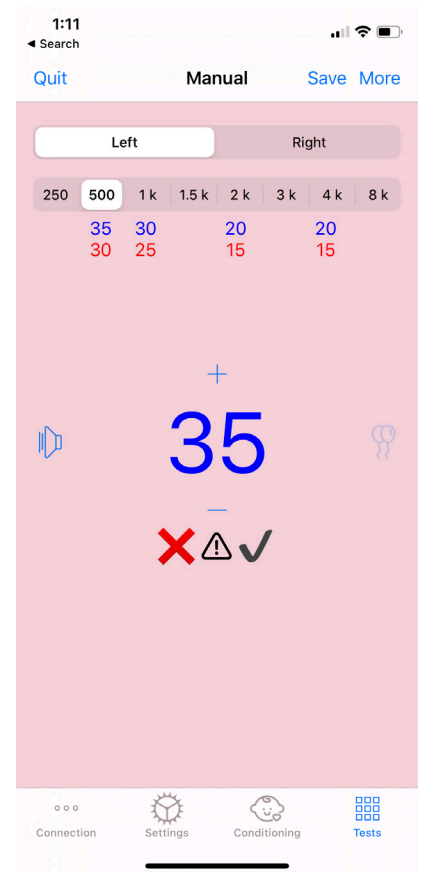 1:11
◀ Search
Quit Manual Save More
Left Right
250 500 1 k 1.5 k 2 k 3 k 4 k 8 k
35 30 20 20
30 25 15 15
+
35
−
Connection Settings Conditioning Tests